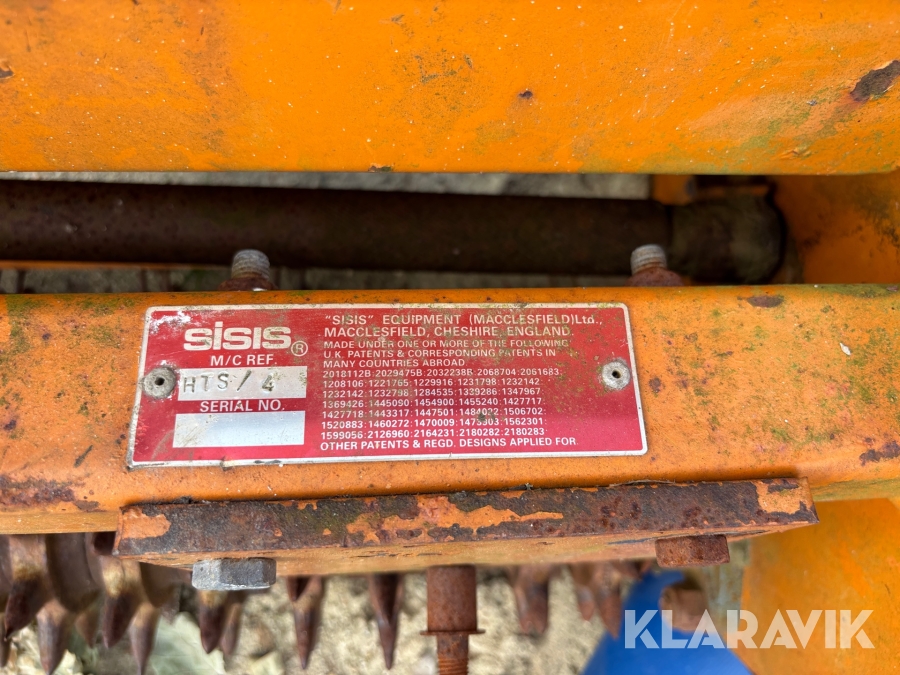 SISIS®
M/C REF.
HTS/4
SERIAL NO.
"SISIS" EQUIPMENT (MACCLESFIELD) Ltd.,
MACCLESFIELD, CHESHIRE, ENGLAND.
MADE UNDER ONE OR MORE OF THE FOLLOWING
U.K. PATENTS & CORRESPONDING PATENTS IN
MANY COUNTRIES ABROAD
2018112B:2029475B:2032238B:2068704:2061683.
1208106:1221765:1229916:1231798:1232142
1232142:1232798:1284535:1339286:1347967
1369426:1445090:1454900:1455240:1427717:
1427718:1443317:1447501:1484022:1506702
1520883:1460272:1470009:1473903:1562301
1599056:2126960:2164231:2180282:2180283
OTHER PATENTS & REGD. DESIGNS APPLIED FOR
KLARAVIK